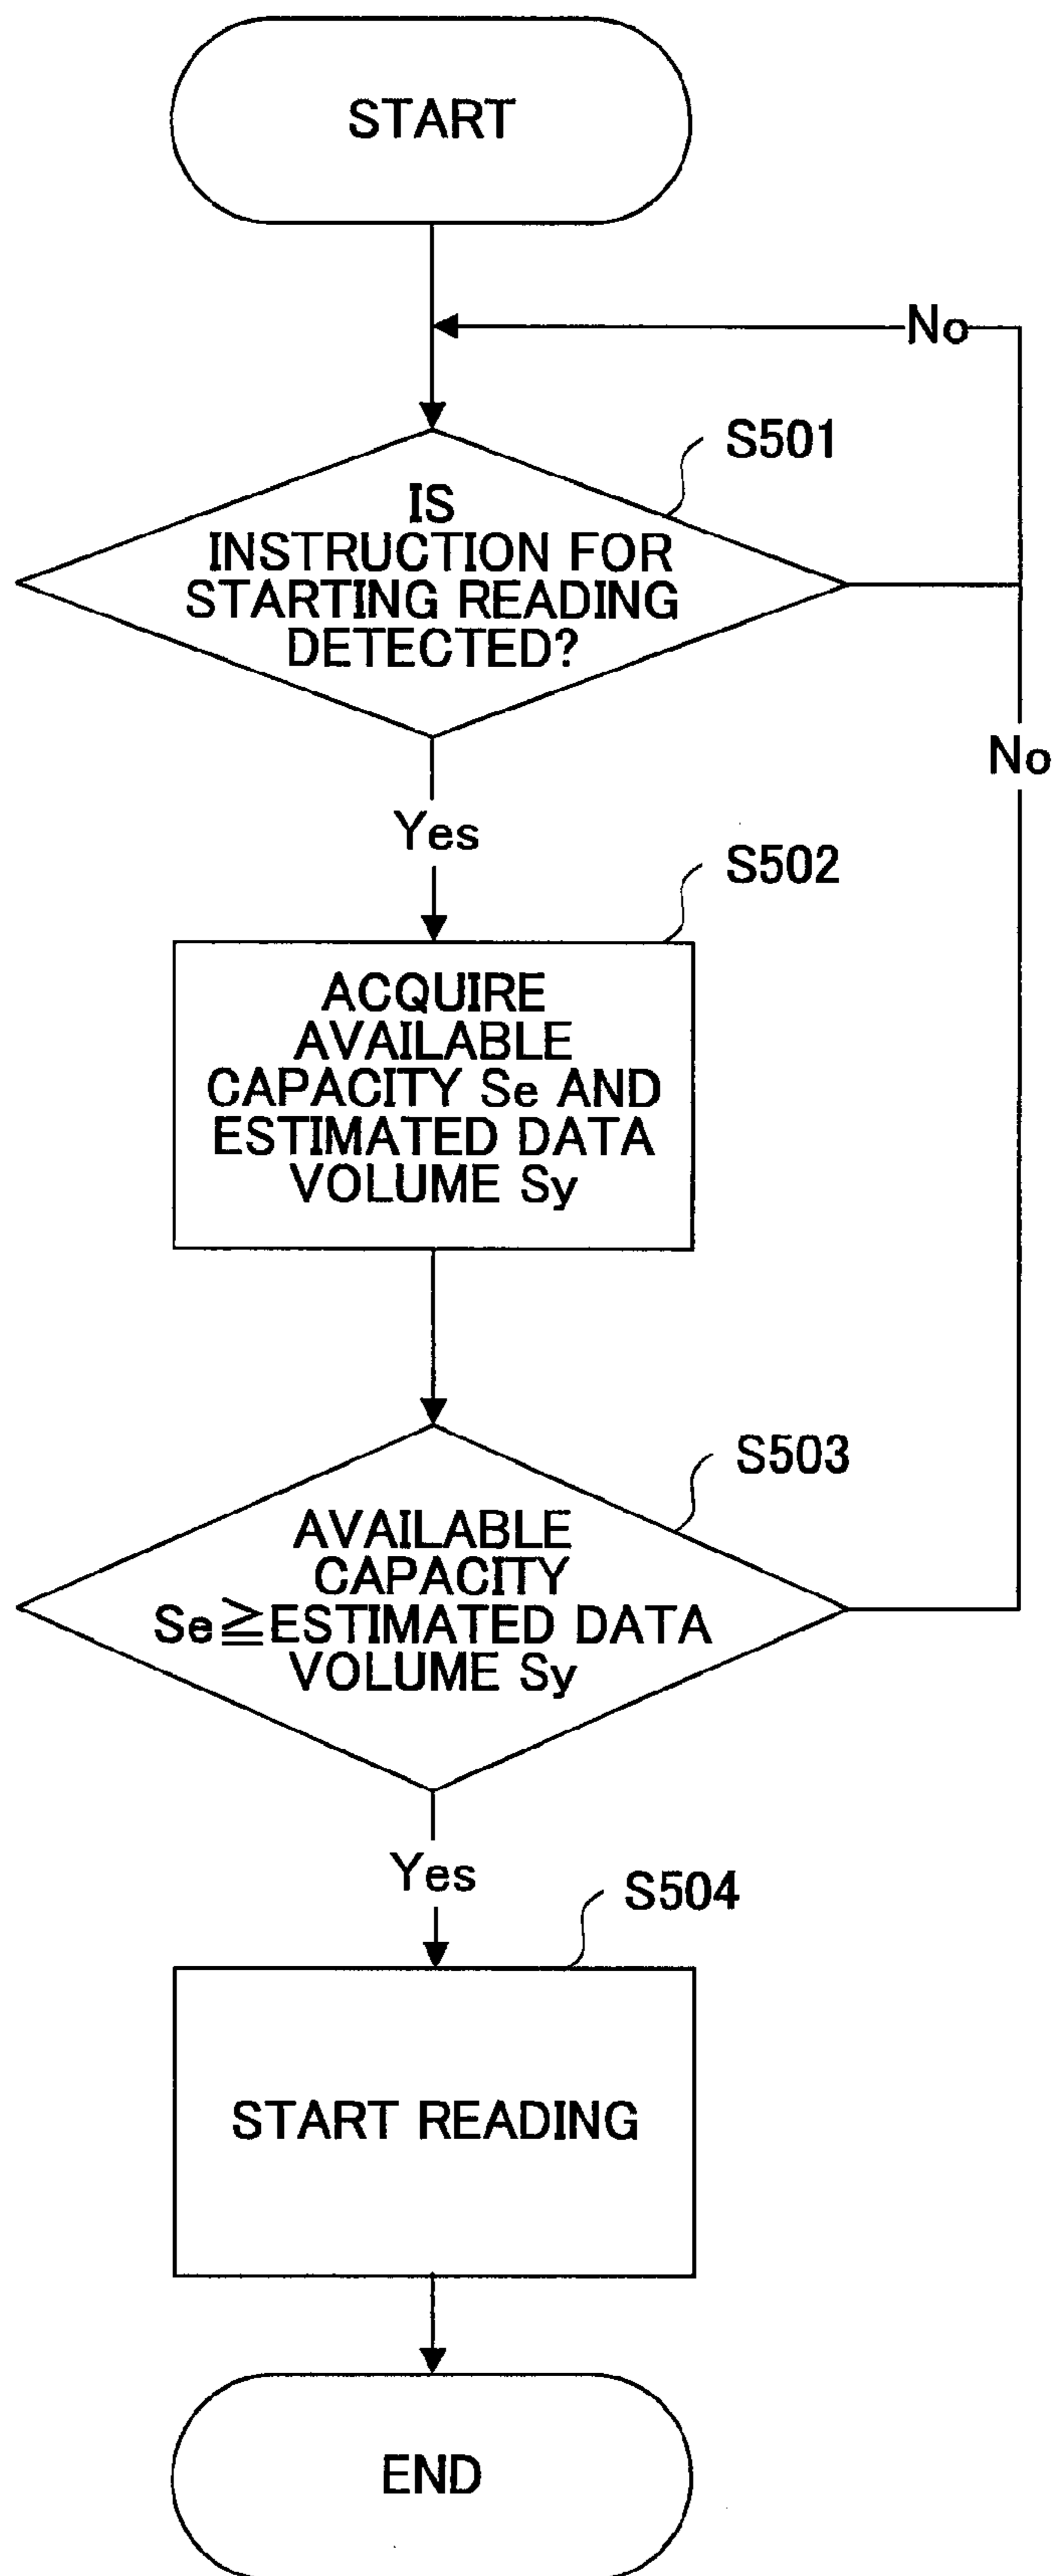 START
No
S501
IS
INSTRUCTION FOR
STARTING READING
DETECTED?
No
Yes
S502
ACQUIRE
AVAILABLE
CAPACITY Se AND
ESTIMATED DATA
VOLUME Sy
S503
AVAILABLE
CAPACITY
Se≧ESTIMATED DATA
VOLUME Sy
Yes
S504
START READING
END